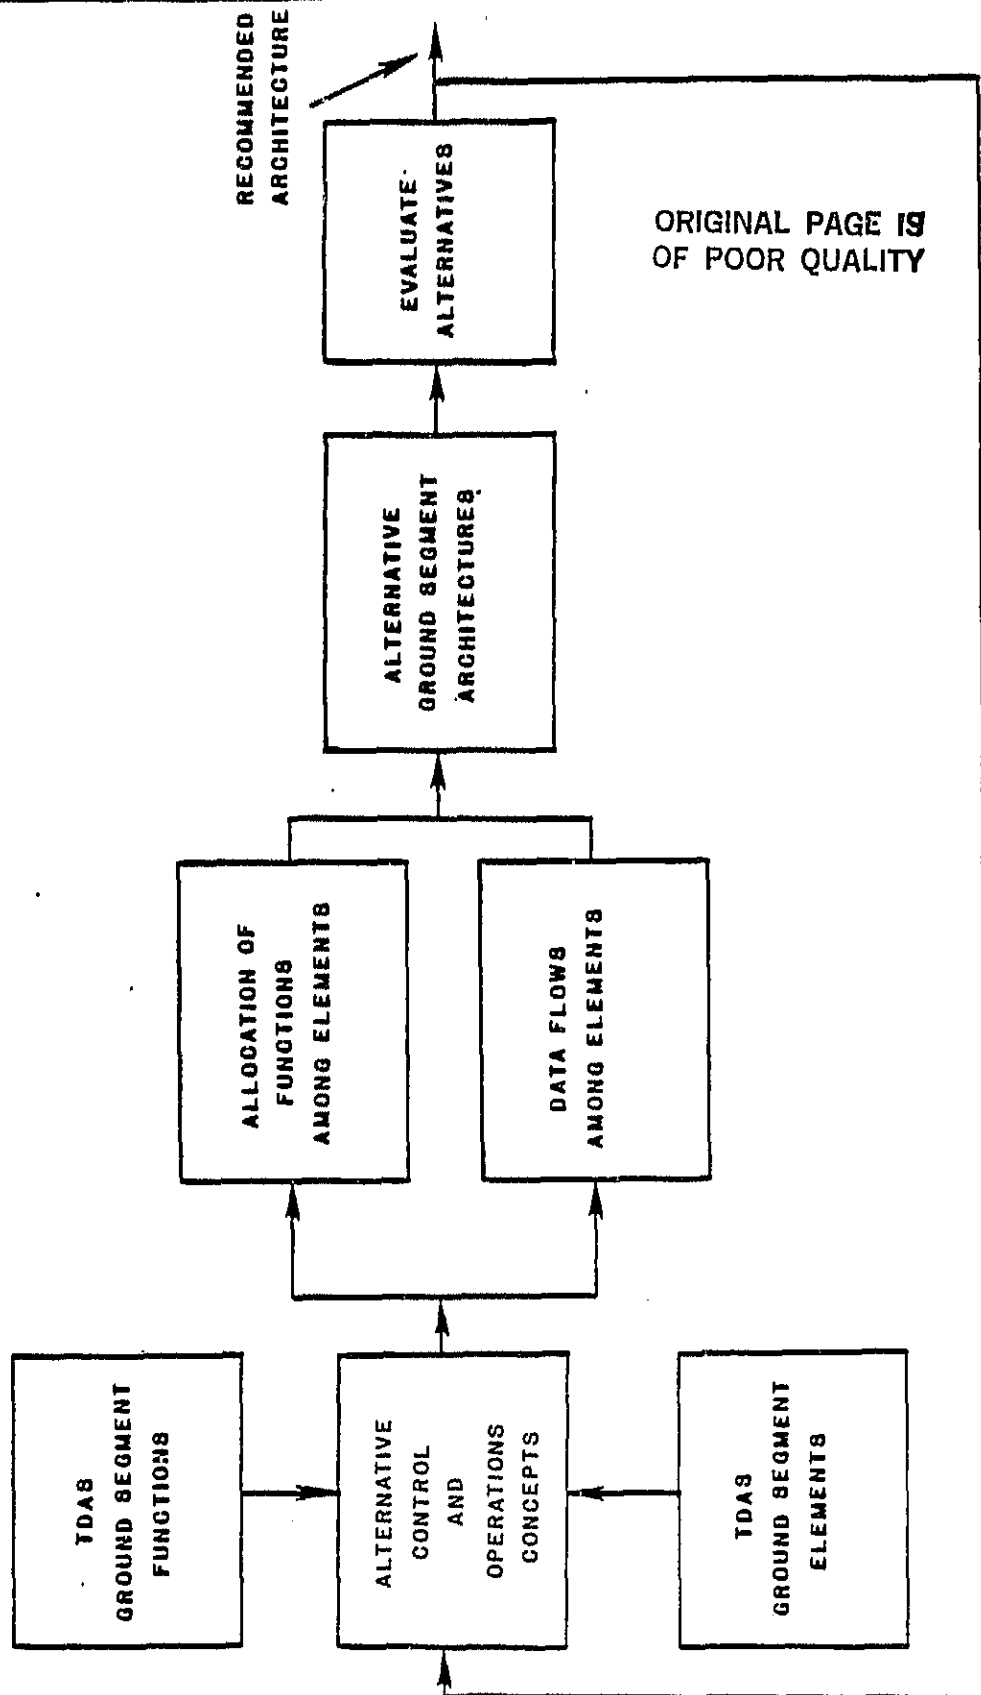 TDAS
GROUND SEGMENT
FUNCTIONS
ALTERNATIVE
CONTROL
AND
OPERATIONS
CONCEPTS
TDAS
GROUND SEGMENT
ELEMENTS
ALLOCATION OF
FUNCTIONS
AMONG ELEMENTS
DATA FLOWS
AMONG ELEMENTS
ALTERNATIVE
GROUND SEGMENT
ARCHITECTURES
EVALUATE
ALTERNATIVES
RECOMMENDED
ARCHITECTURE
ORIGINAL PAGE IS
OF POOR QUALITY